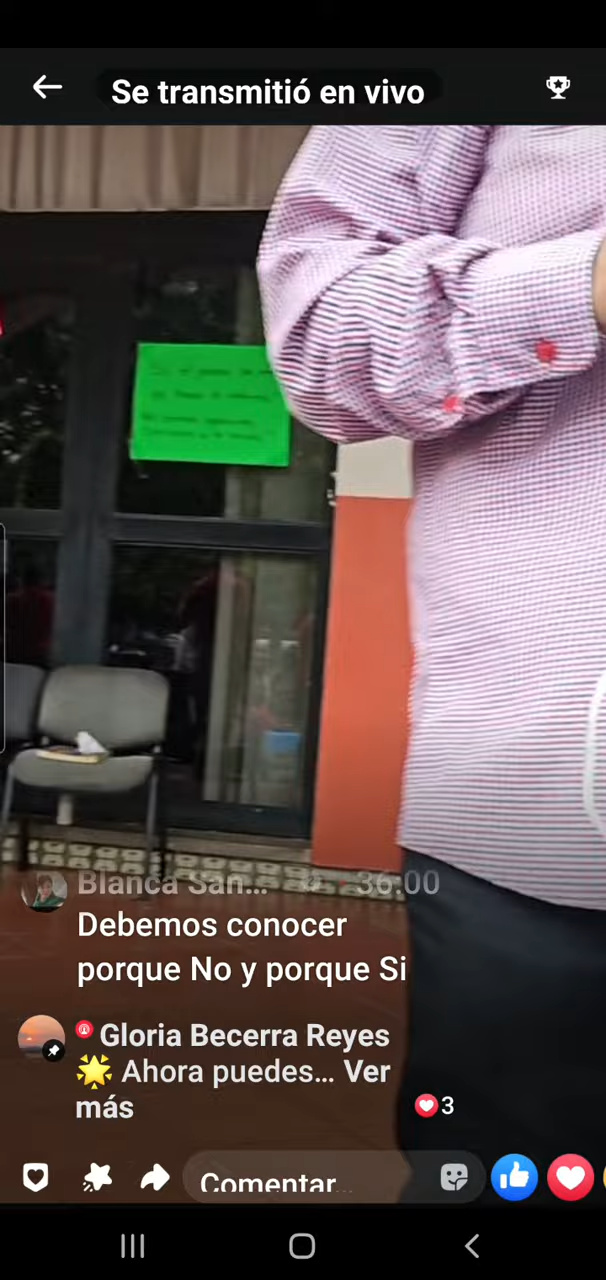 Se transmitió en vivo
Blanca San... 36:00
Debemos conocer
porque No y porque Si
Gloria Becerra Reyes
🌟 Ahora puedes... Ver
más
3
Comentar...